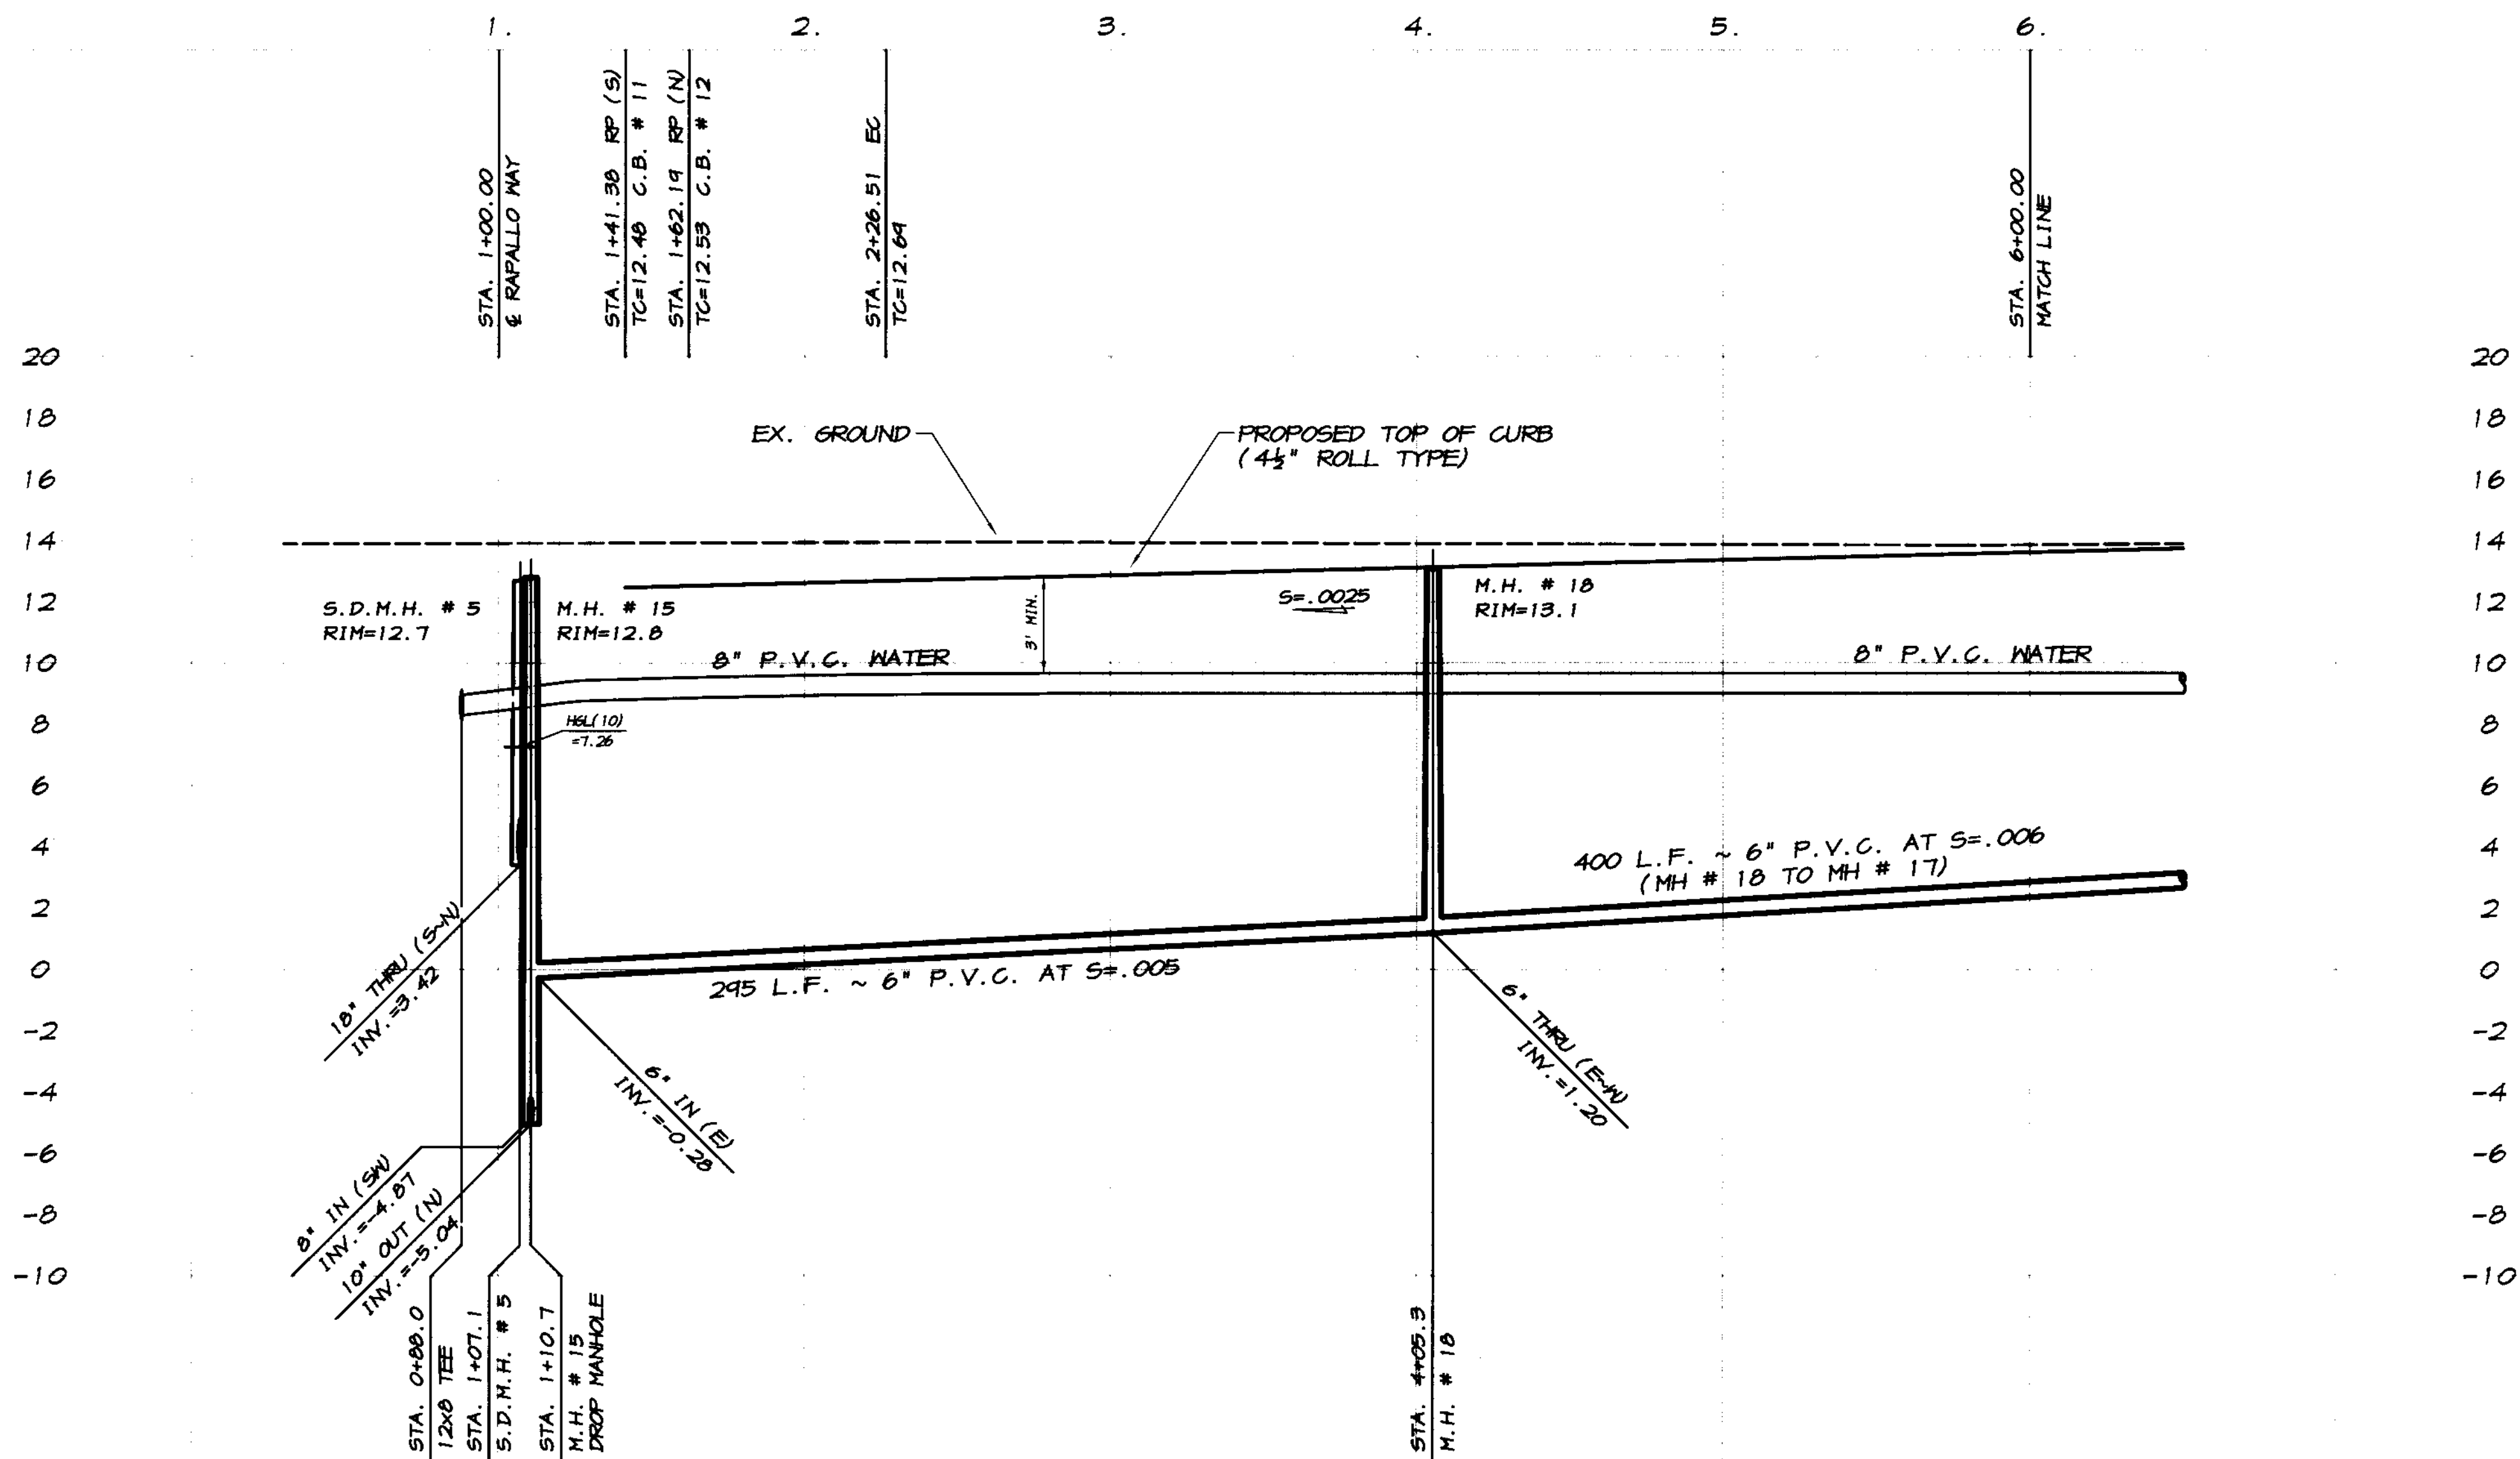 1. 2. 3. 4. 5. 6.
STA. 1+00.00
℄ RAPALLO WAY
STA. 1+41.38 RP (S)
TC=12.48 C.B. # 11
STA. 1+62.19 RP (N)
TC=12.53 C.B. # 12
STA. 2+26.51 EC
TC=12.69
STA. 6+00.00
MATCH LINE
20 20
18 18
EX. GROUND
PROPOSED TOP OF CURB
(4½" ROLL TYPE)
16 16
14 14
12 12
S.D.M.H. # 5
RIM=12.7
M.H. # 15
RIM=12.8
3' MIN.
S=.0025
M.H. # 18
RIM=13.1
10 10
8" P.V.C. WATER
8" P.V.C. WATER
8 8
HGL(10)
=7.26
6 6
4 4
400 L.F. ~ 6" P.V.C. AT S=.006
(MH # 18 TO MH # 17)
2 2
0 0
295 L.F. ~ 6" P.V.C. AT S=.005
18" THRU (S~N)
INV.=3.42
-2 -2
6" IN (E)
INV.=-0.28
6" THRU (E~W)
INV.=1.20
-4 -4
-6 -6
8" IN (SW)
INV.=-4.87
10" OUT (N)
INV.=-5.04
-8 -8
-10 -10
STA. 0+88.0
12x8 TEE
STA. 1+07.1
S.D.M.H. # 5
STA. 1+10.7
M.H. # 15
DROP MANHOLE
STA. 4+05.3
M.H. # 18